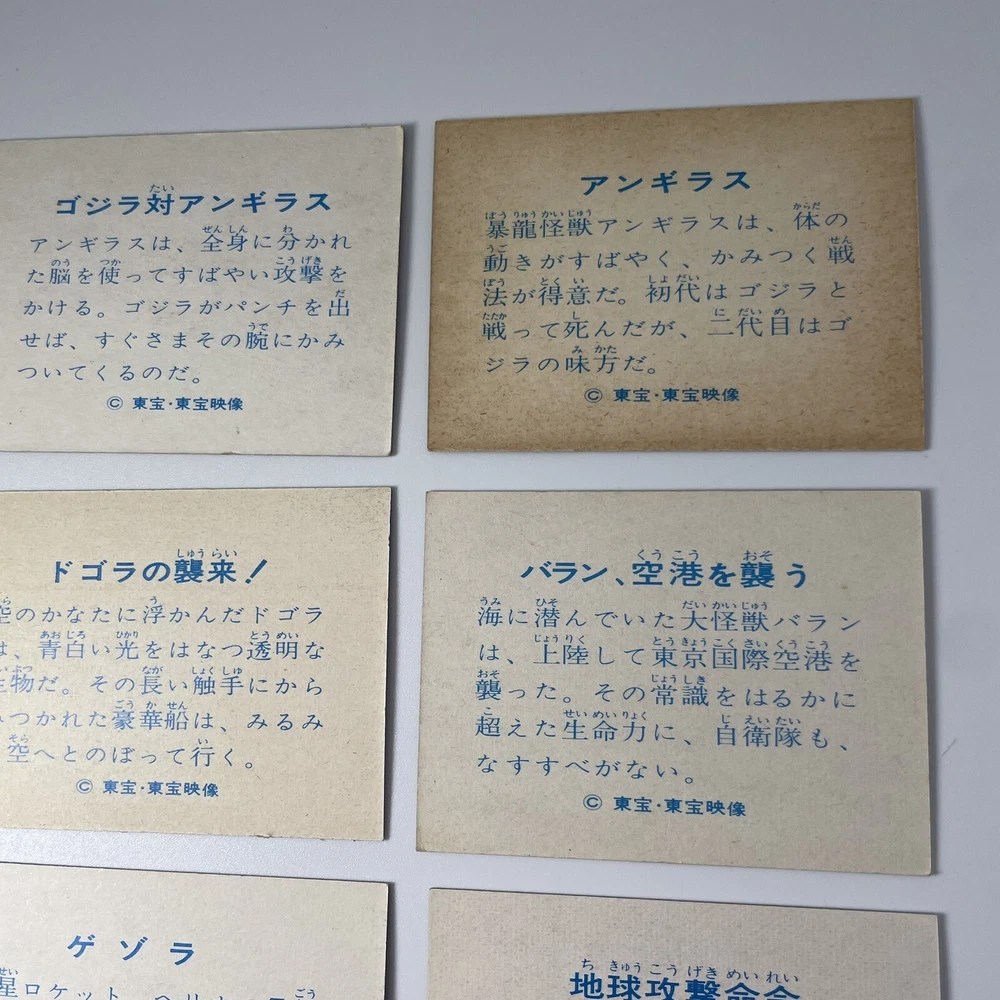 ゴジラ対アンギラス
アンギラスは、全身に分かれ
た脳を使ってすばやい攻撃を
かける。ゴジラがパンチを出
せば、すぐさまその腕にかみ
ついてくるのだ。
© 東宝・東宝映像
アンギラス
暴龍怪獣アンギラスは、体の
動きがすばやく、かみつく戦
法が得意だ。初代はゴジラと
戦って死んだが、二代目はゴ
ジラの味方だ。
© 東宝・東宝映像
ドゴラの襲来！
空のかなたに浮かんだドゴラ
は、青白い光をはなつ透明な
生物だ。その長い触手にから
みつかれた豪華船は、みるみ
空へとのぼって行く。
© 東宝・東宝映像
バラン、空港を襲う
海に潜んでいた大怪獣バラン
は、上陸して東京国際空港を
襲った。その常識をはるかに
超えた生命力に、自衛隊も、
なすすべがない。
© 東宝・東宝映像
ゲゾラ
星ロケット、ヘリ
地球攻撃命令